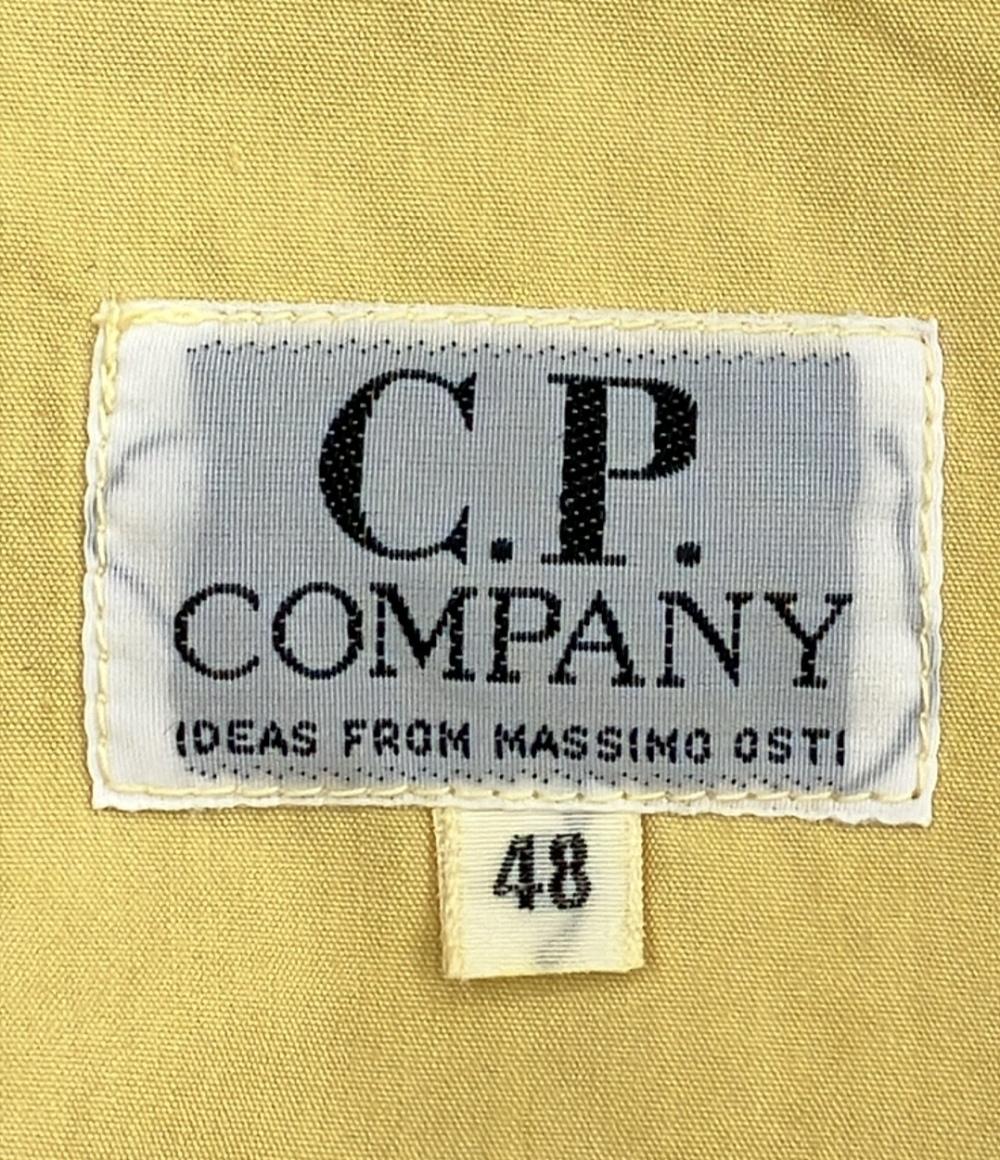 C.P.
COMPANY
IDEAS FROM MASSIMO OSTI
48